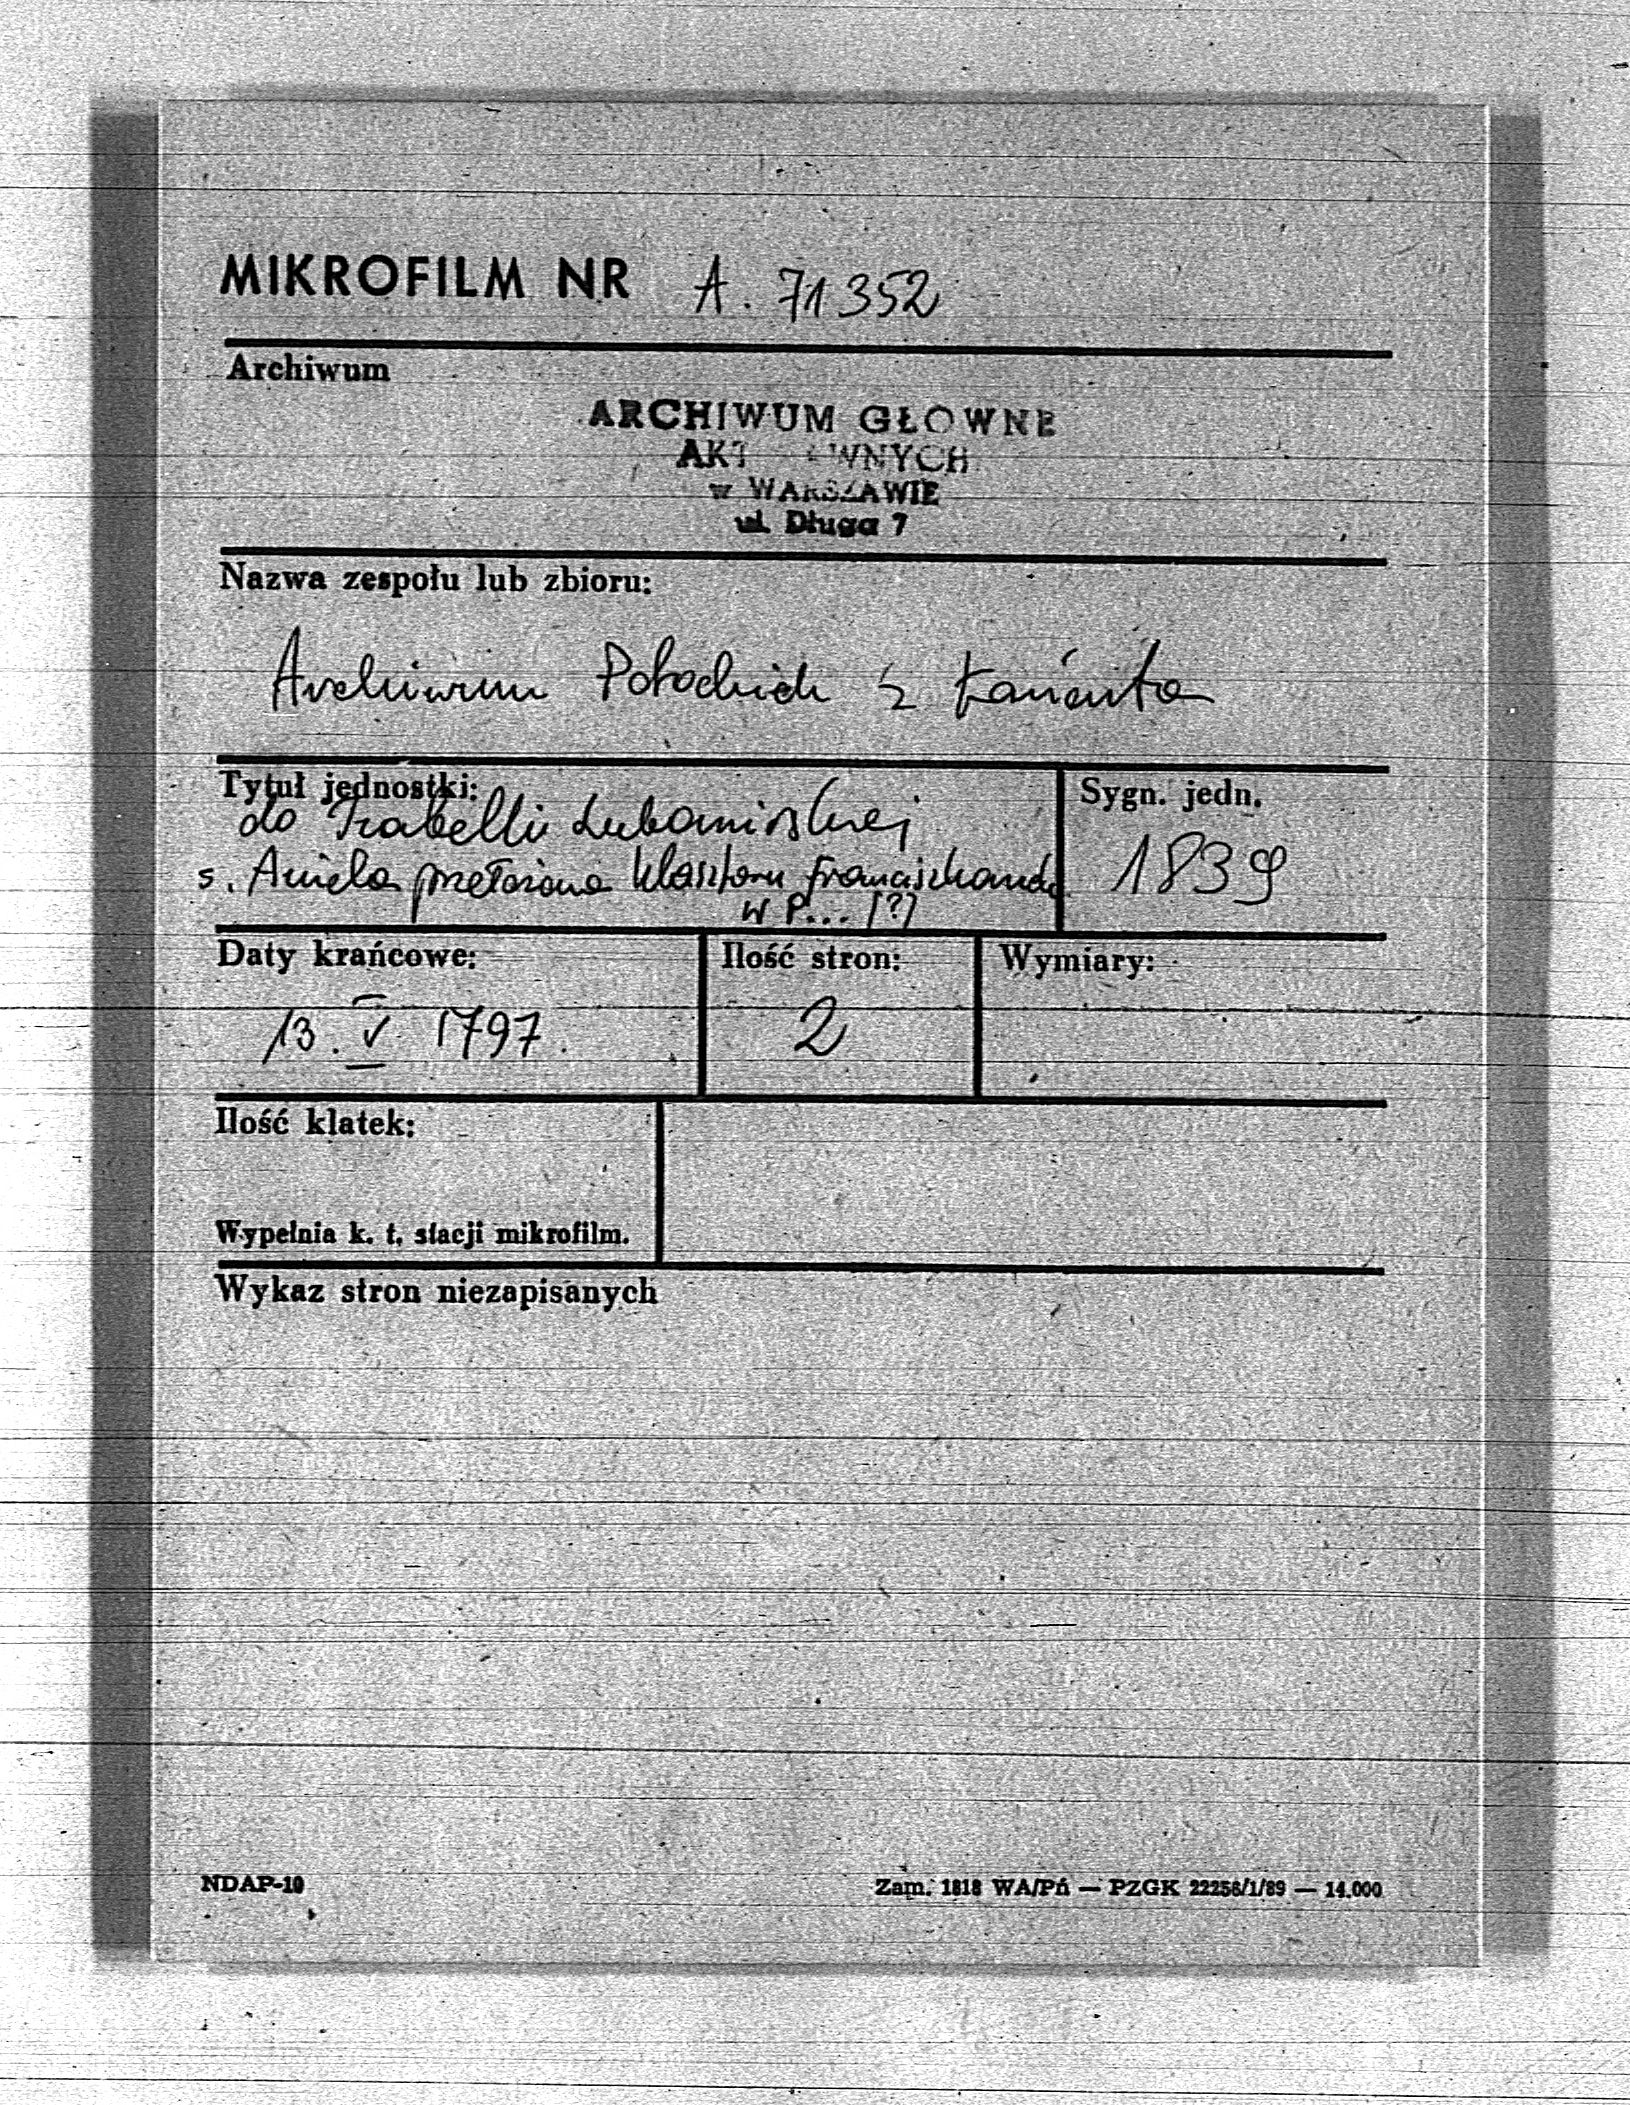 MIKROFILM NR A. 71352
Archiwum
ARCHIWUM GŁOWNE
AKT WNYCH
w WARSZAWIE
ul. Długa 7
Nazwa zespołu lub zbioru:
Archiwum Potockich z Łańcuta
Tytuł jednostki:
do Izabelli Lubomirskiej
s. Aniela przełożona klasztoru franciszkanek
w P... [?]
Sygn. jedn.
1839
Daty krańcowe:
13. V 1797.
Ilość stron:
2
Wymiary:
Ilość klatek:
Wypełnia k. t. stacji mikrofilm.
Wykaz stron niezapisanych
NDAP-10
Zam. 1818 WA/Pń — PZGK 22256/1/89 — 14.000